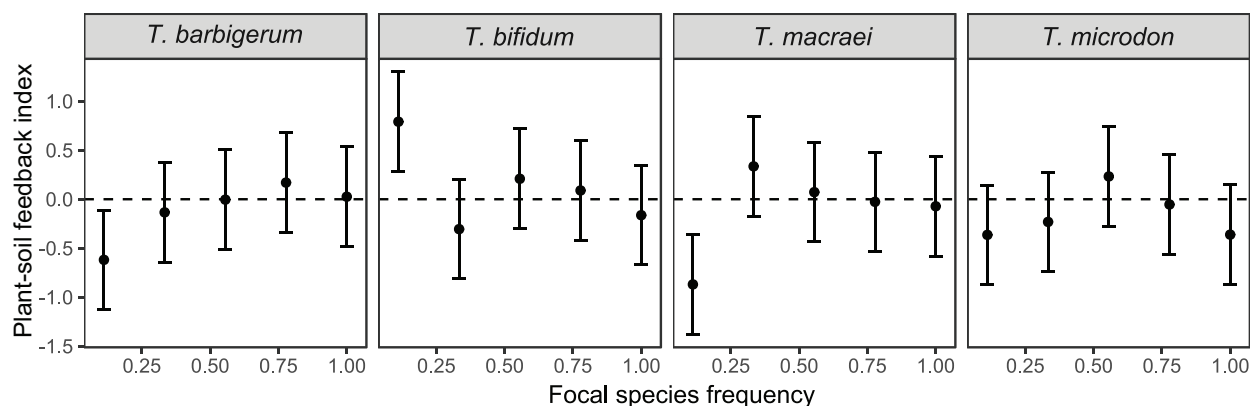 T. barbigerum T. bifidum T. macraei T. microdon
Plant-soil feedback index
1.0
0.5
0.0
-0.5
-1.0
-1.5
0.25 0.50 0.75 1.00 0.25 0.50 0.75 1.00 0.25 0.50 0.75 1.00 0.25 0.50 0.75 1.00
Focal species frequency